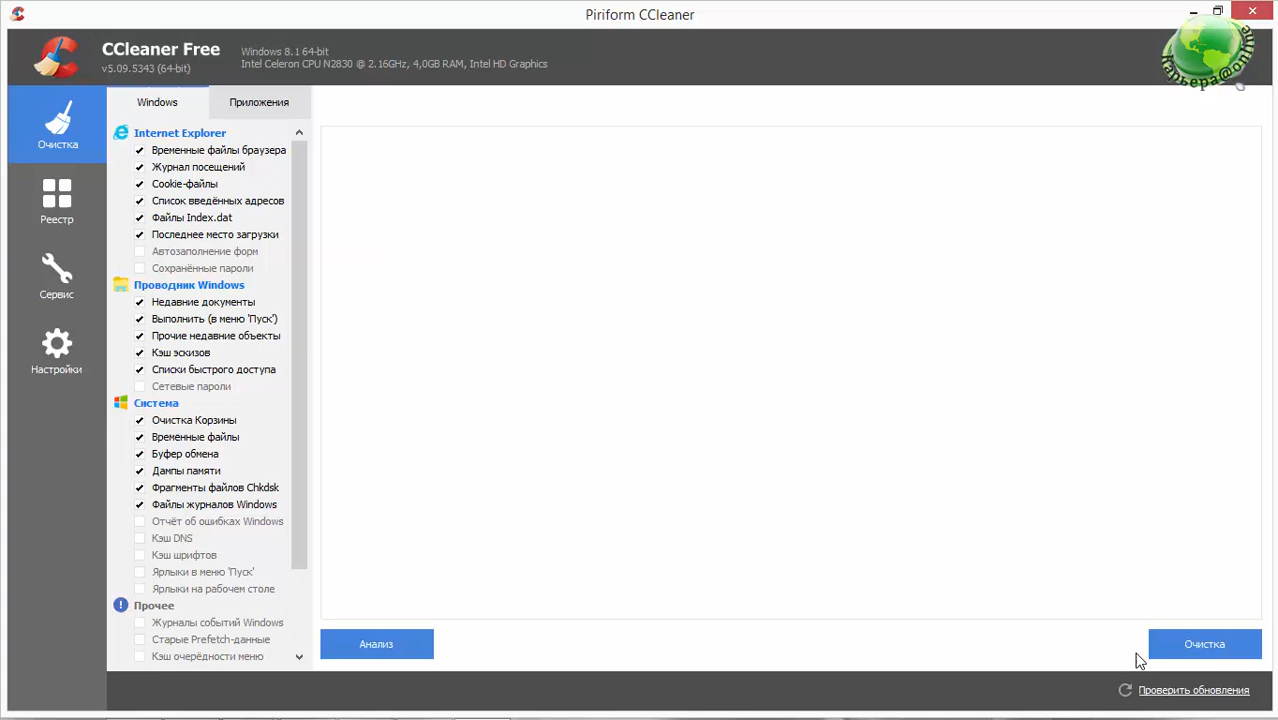 Piriform CCleaner
CCleaner Free
v5.09.5343 (64-bit)
Windows 8.1 64-bit
Intel Celeron CPU N2830 @ 2.16GHz, 4,0GB RAM, Intel HD Graphics
карьера@online
Очистка
Реестр
Сервис
Настройки
Windows
Приложения
Internet Explorer
Временные файлы браузера
Журнал посещений
Cookie-файлы
Список введённых адресов
Файлы Index.dat
Последнее место загрузки
Автозаполнение форм
Сохранённые пароли
Проводник Windows
Недавние документы
Выполнить (в меню 'Пуск')
Прочие недавние объекты
Кэш эскизов
Списки быстрого доступа
Сетевые пароли
Система
Очистка Корзины
Временные файлы
Буфер обмена
Дампы памяти
Фрагменты файлов Chkdsk
Файлы журналов Windows
Отчёт об ошибках Windows
Кэш DNS
Кэш шрифтов
Ярлыки в меню 'Пуск'
Ярлыки на рабочем столе
Прочее
Журналы событий Windows
Старые Prefetch-данные
Кэш очерёдности меню
Анализ
Очистка
Проверить обновления